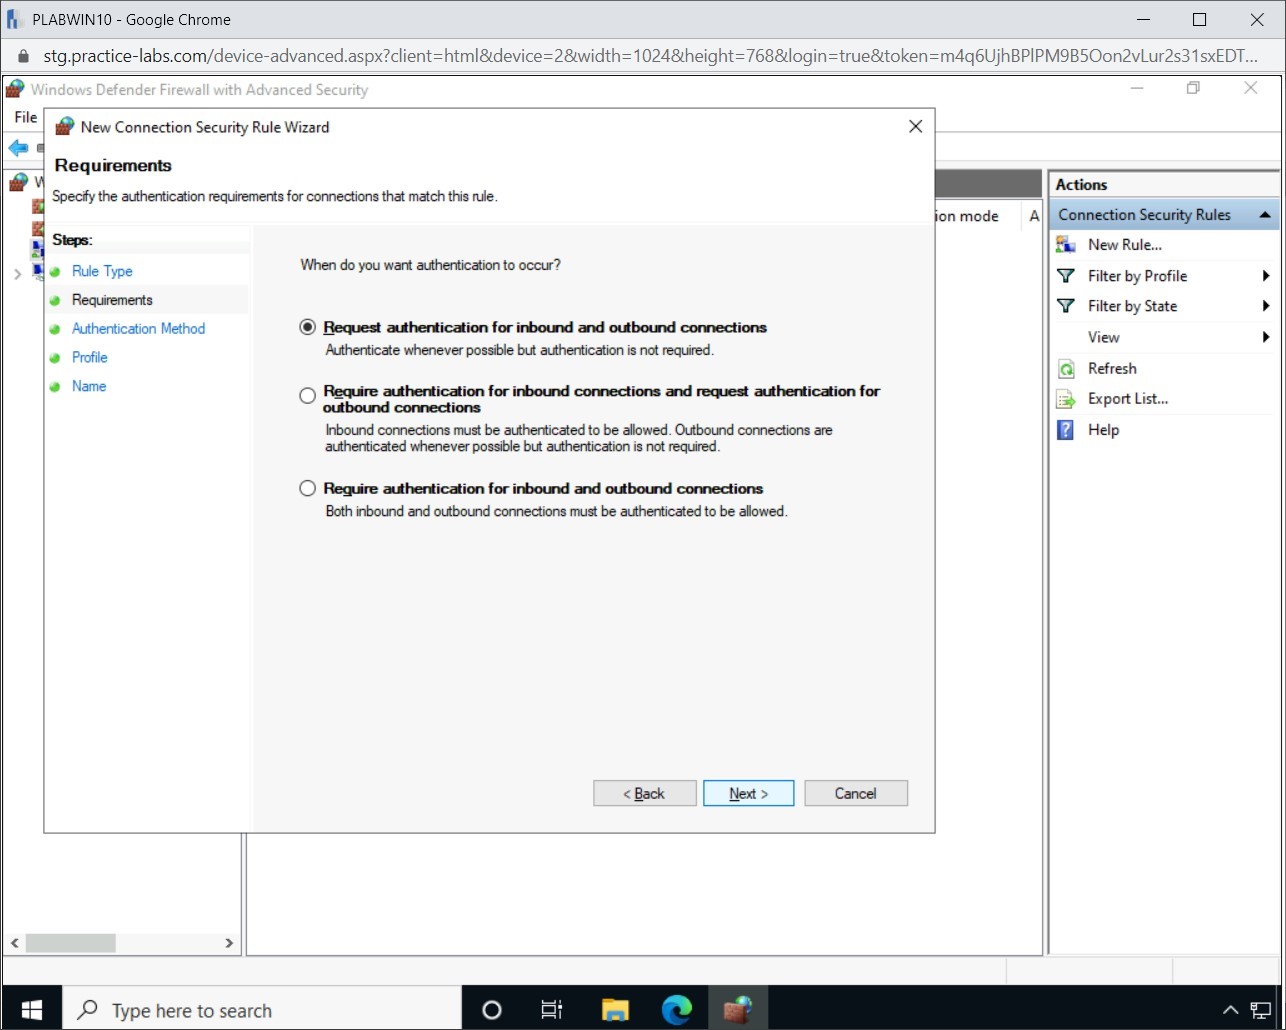 PLABWIN10 - Google Chrome
stg.practice-labs.com/device-advanced.aspx?client=html&device=2&width=1024&height=768&login=true&token=m4q6UjhBPlPM9B5Oon2vLur2s31sxEDT...
Windows Defender Firewall with Advanced Security
File
New Connection Security Rule Wizard
Requirements
Specify the authentication requirements for connections that match this rule.
Steps:
Rule Type
Requirements
Authentication Method
Profile
Name
When do you want authentication to occur?
Request authentication for inbound and outbound connections
Authenticate whenever possible but authentication is not required.
Require authentication for inbound connections and request authentication for
outbound connections
Inbound connections must be authenticated to be allowed. Outbound connections are
authenticated whenever possible but authentication is not required.
Require authentication for inbound and outbound connections
Both inbound and outbound connections must be authenticated to be allowed.
< Back
Next >
Cancel
W
ion mode
A
Actions
Connection Security Rules
New Rule...
Filter by Profile
Filter by State
View
Refresh
Export List...
Help
Type here to search